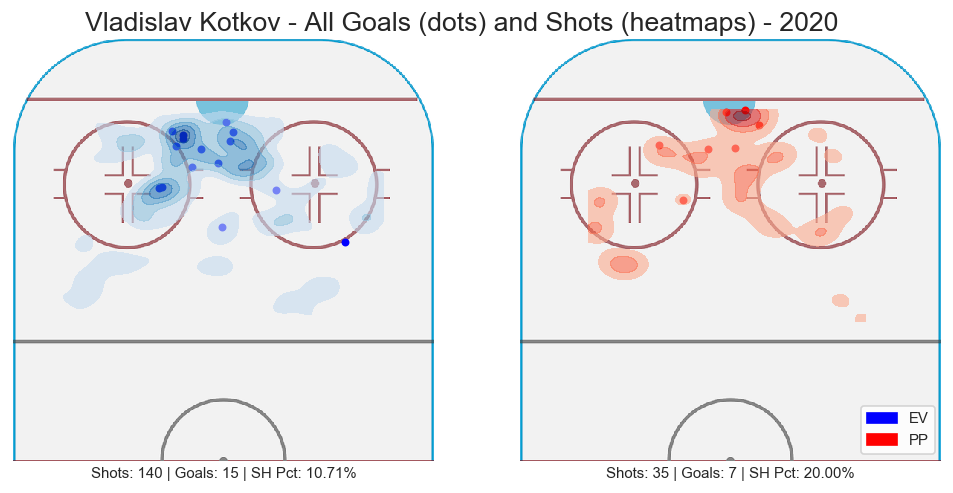 Vladislav Kotkov - All Goals (dots) and Shots (heatmaps) - 2020
EV
PP
Shots: 140 | Goals: 15 | SH Pct: 10.71%
Shots: 35 | Goals: 7 | SH Pct: 20.00%